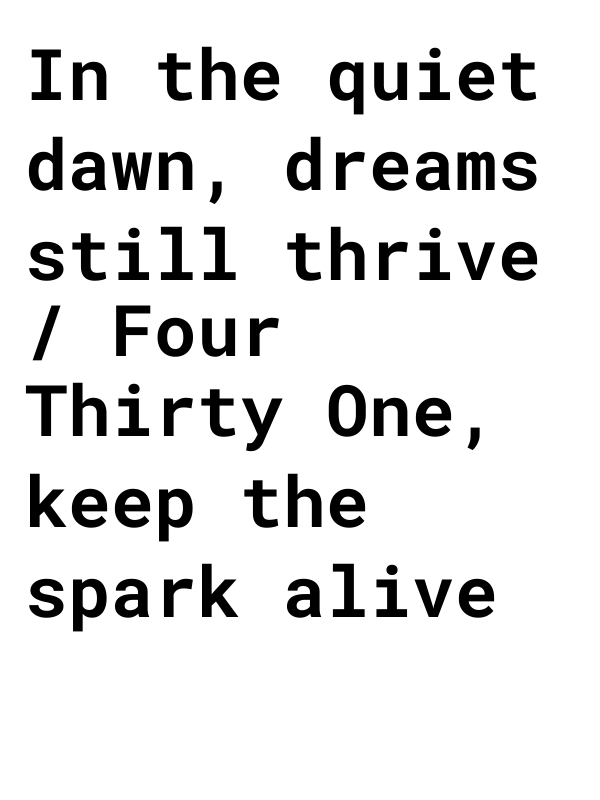 In the quiet
dawn, dreams
still thrive
/ Four
Thirty One,
keep the
spark alive